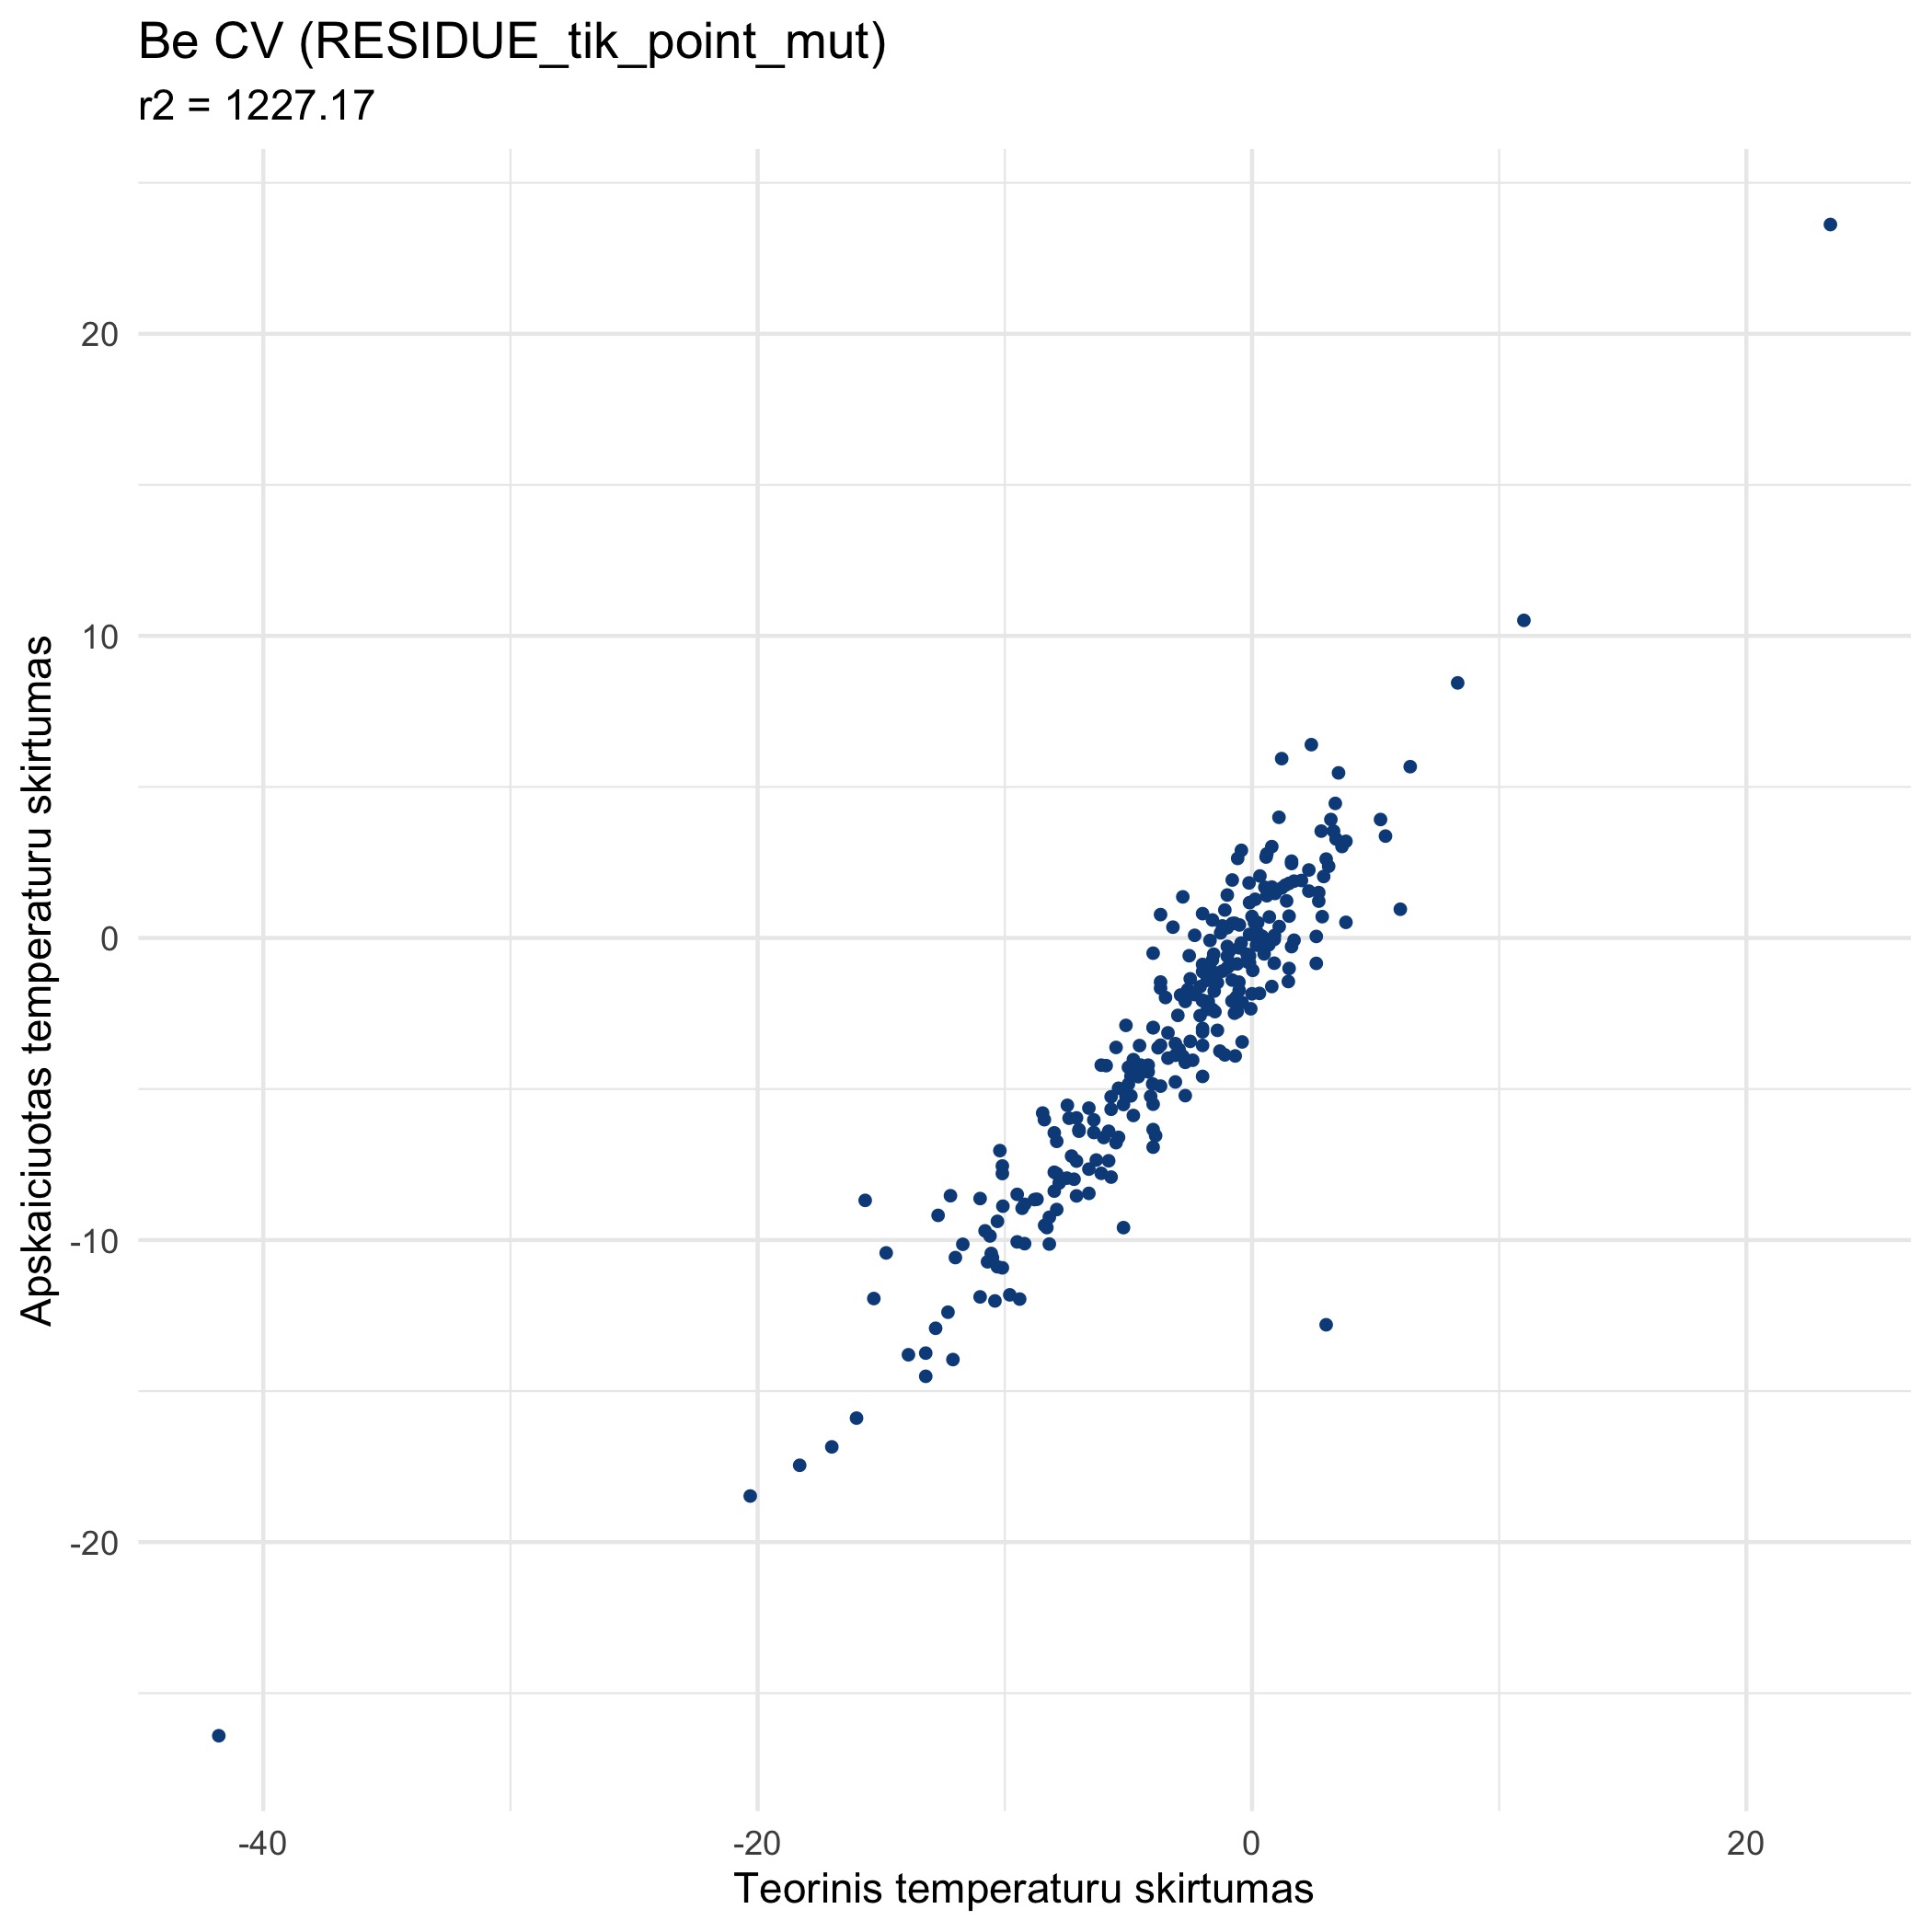 Be CV (RESIDUE_tik_point_mut)
r2 = 1227.17
Apskaiciuotas temperaturu skirtumas
20
10
0
-10
-20
-40
-20
0
20
Teorinis temperaturu skirtumas